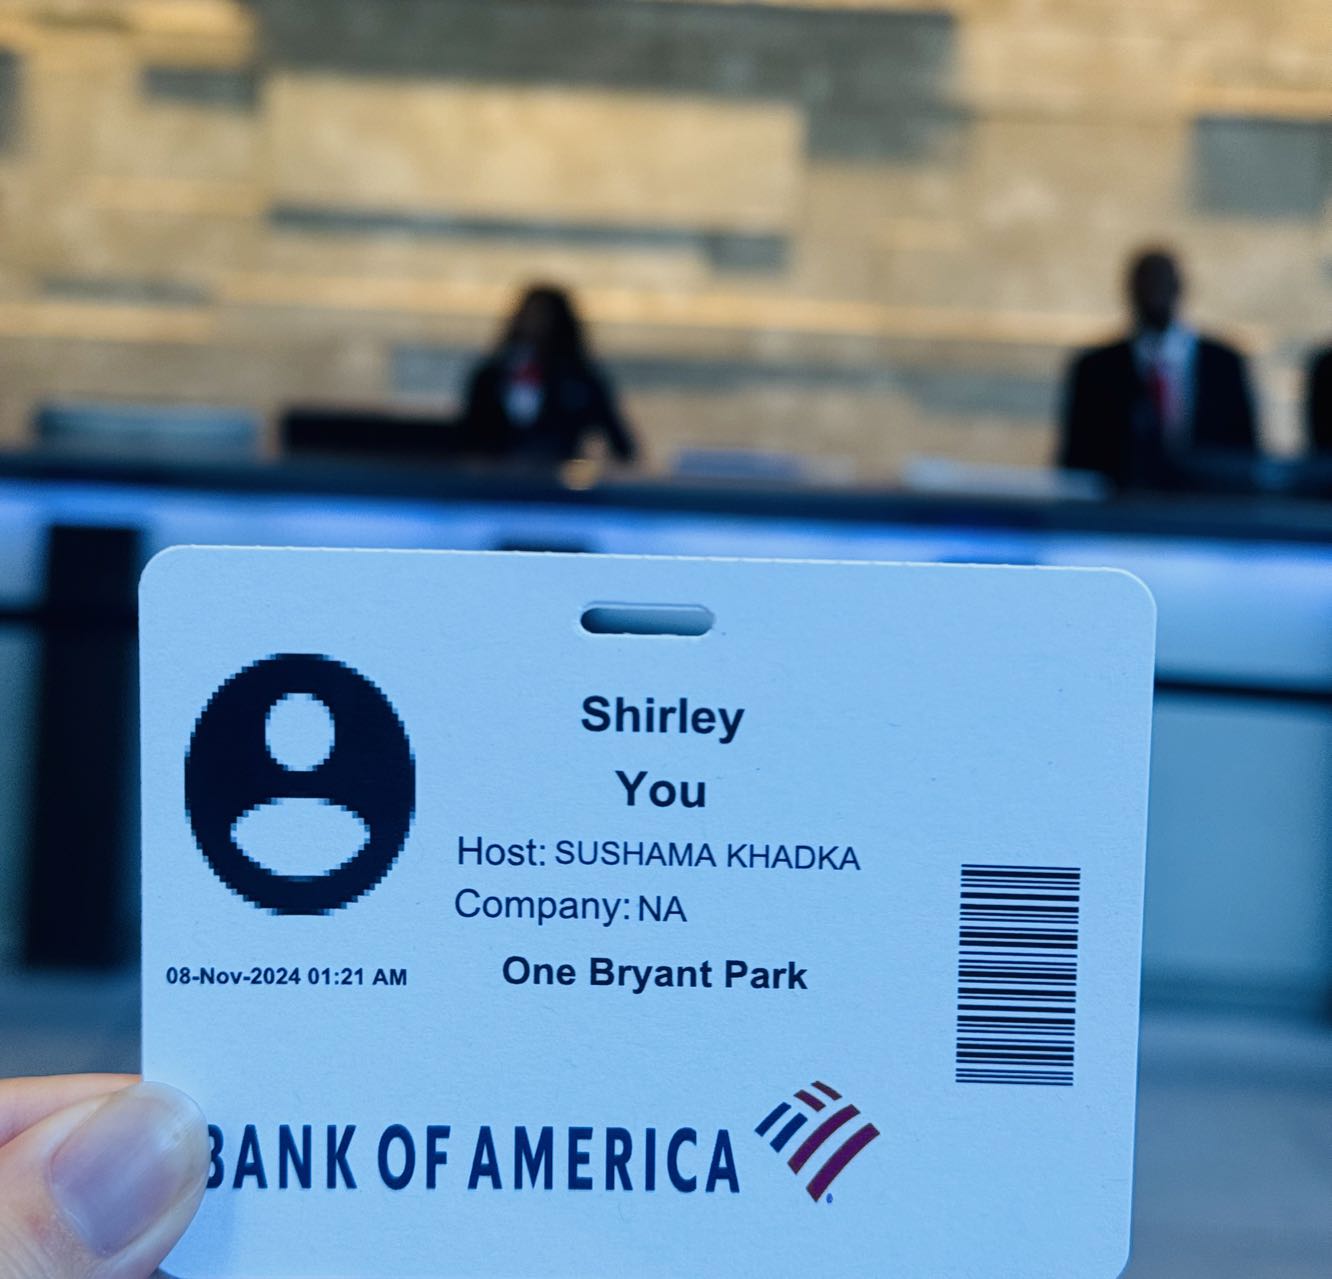 Shirley
You
Host: SUSHAMA KHADKA
Company: NA
08-Nov-2024 01:21 AM
One Bryant Park
BANK OF AMERICA